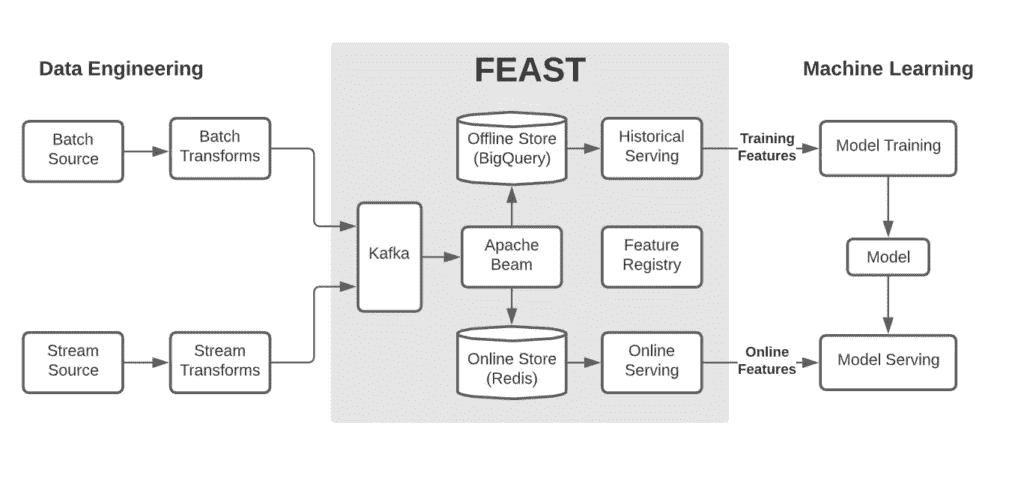 Data Engineering
FEAST
Machine Learning
Batch
Source
Batch
Transforms
Offline Store
(BigQuery)
Historical
Serving
Training
Features
Model Training
Kafka
Apache
Beam
Feature
Registry
Model
Stream
Source
Stream
Transforms
Online Store
(Redis)
Online
Serving
Online
Features
Model Serving